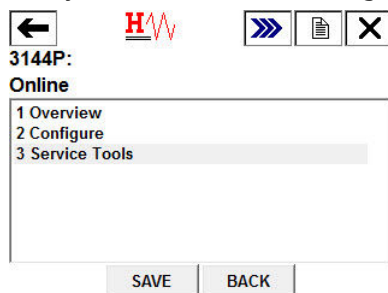 H
3144P:
Online
1 Overview
2 Configure
3 Service Tools
SAVE BACK